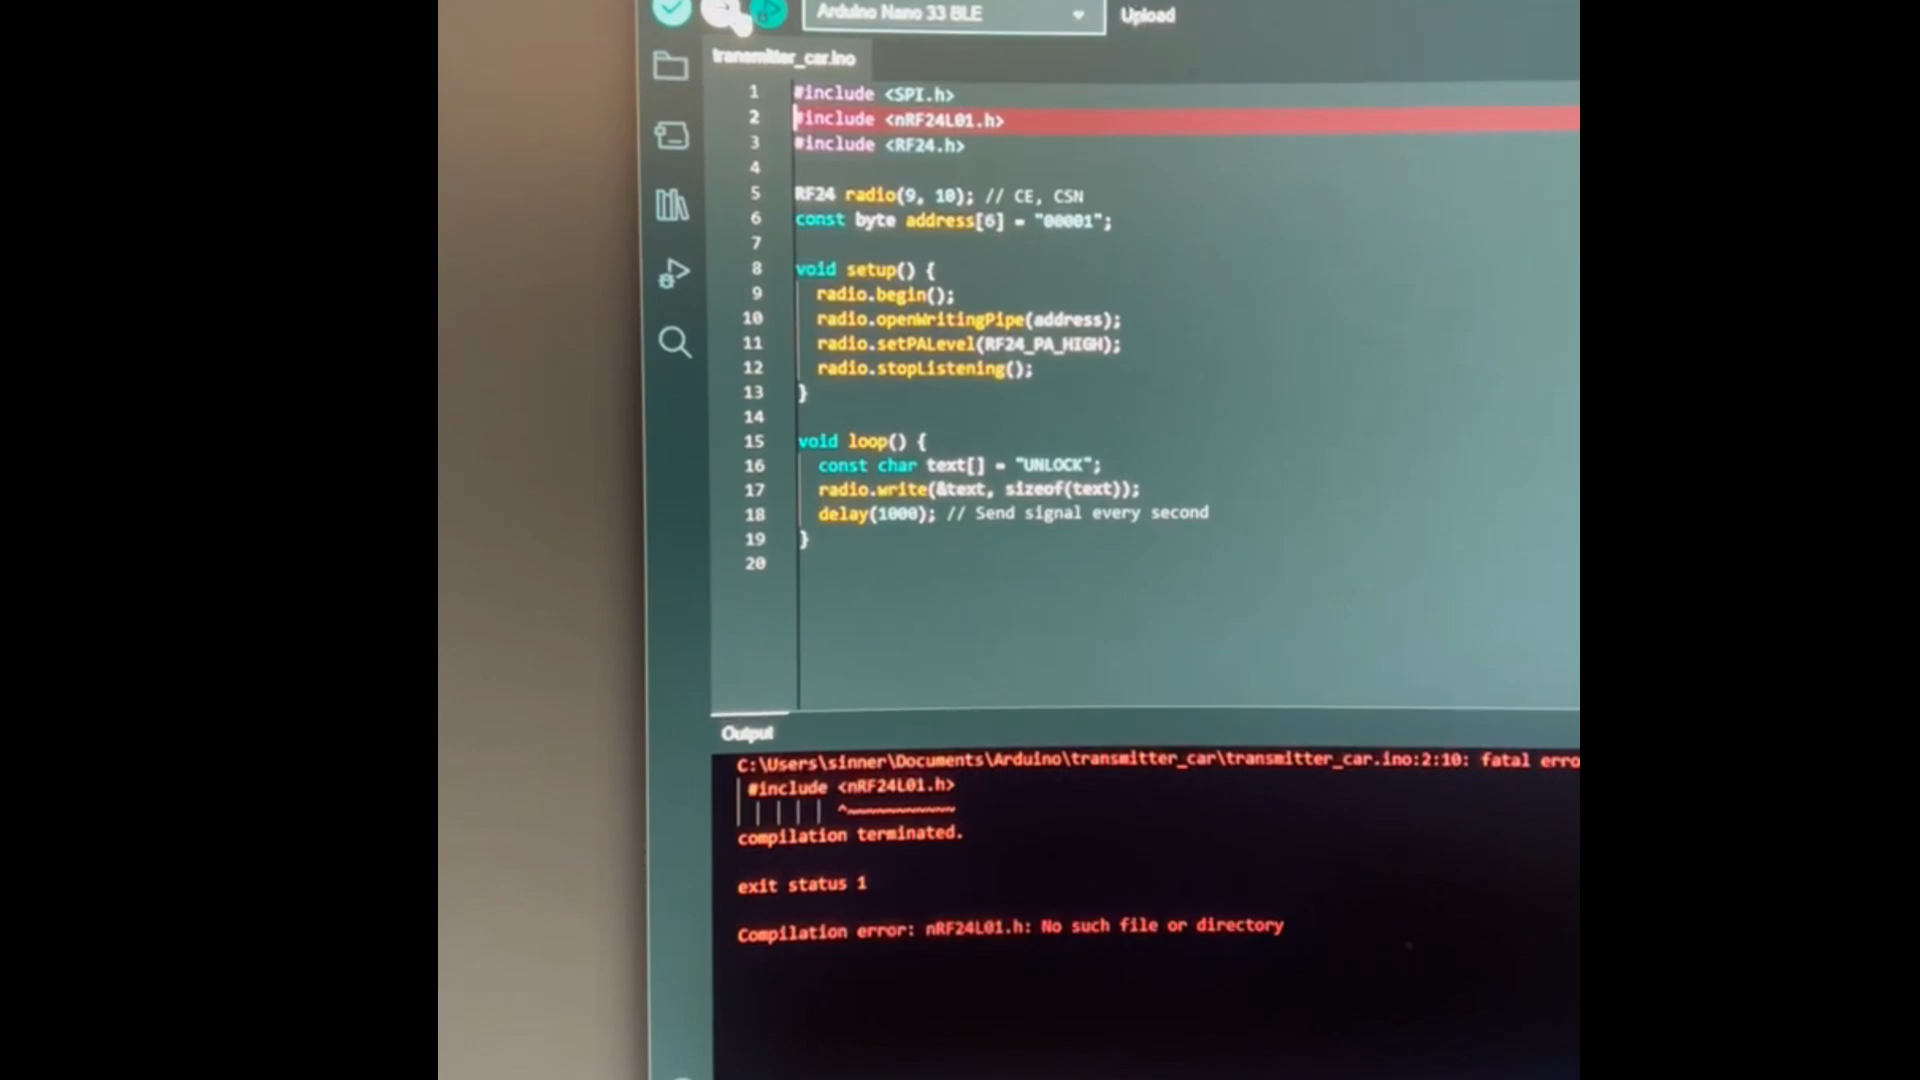 Arduino Nano 33 BLE
Upload
transmitter_car.ino
1 #include <SPI.h>
2 #include <nRF24L01.h>
3 #include <RF24.h>
4
5 RF24 radio(9, 10); // CE, CSN
6 const byte address[6] = "00001";
7
8 void setup() {
9 radio.begin();
10 radio.openWritingPipe(address);
11 radio.setPALevel(RF24_PA_HIGH);
12 radio.stopListening();
13 }
14
15 void loop() {
16 const char text[] = "UNLOCK";
17 radio.write(&text, sizeof(text));
18 delay(1000); // Send signal every second
19 }
20
Output
C:\Users\sinner\Documents\Arduino\transmitter_car\transmitter_car.ino:2:10: fatal erro
#include <nRF24L01.h>
^~~~~~~~~~~~
compilation terminated.
exit status 1
Compilation error: nRF24L01.h: No such file or directory